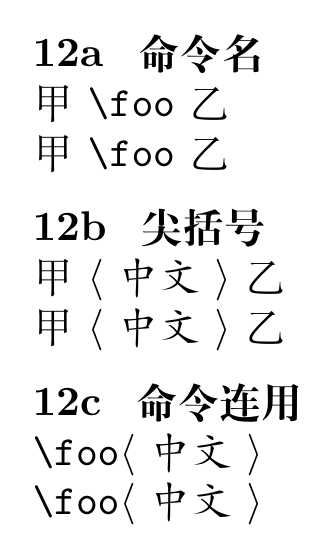 12a 命令名
甲 \foo 乙
甲 \foo 乙
12b 尖括号
甲〈 中文 〉乙
甲〈 中文 〉乙
12c 命令连用
\foo〈 中文 〉
\foo〈 中文 〉